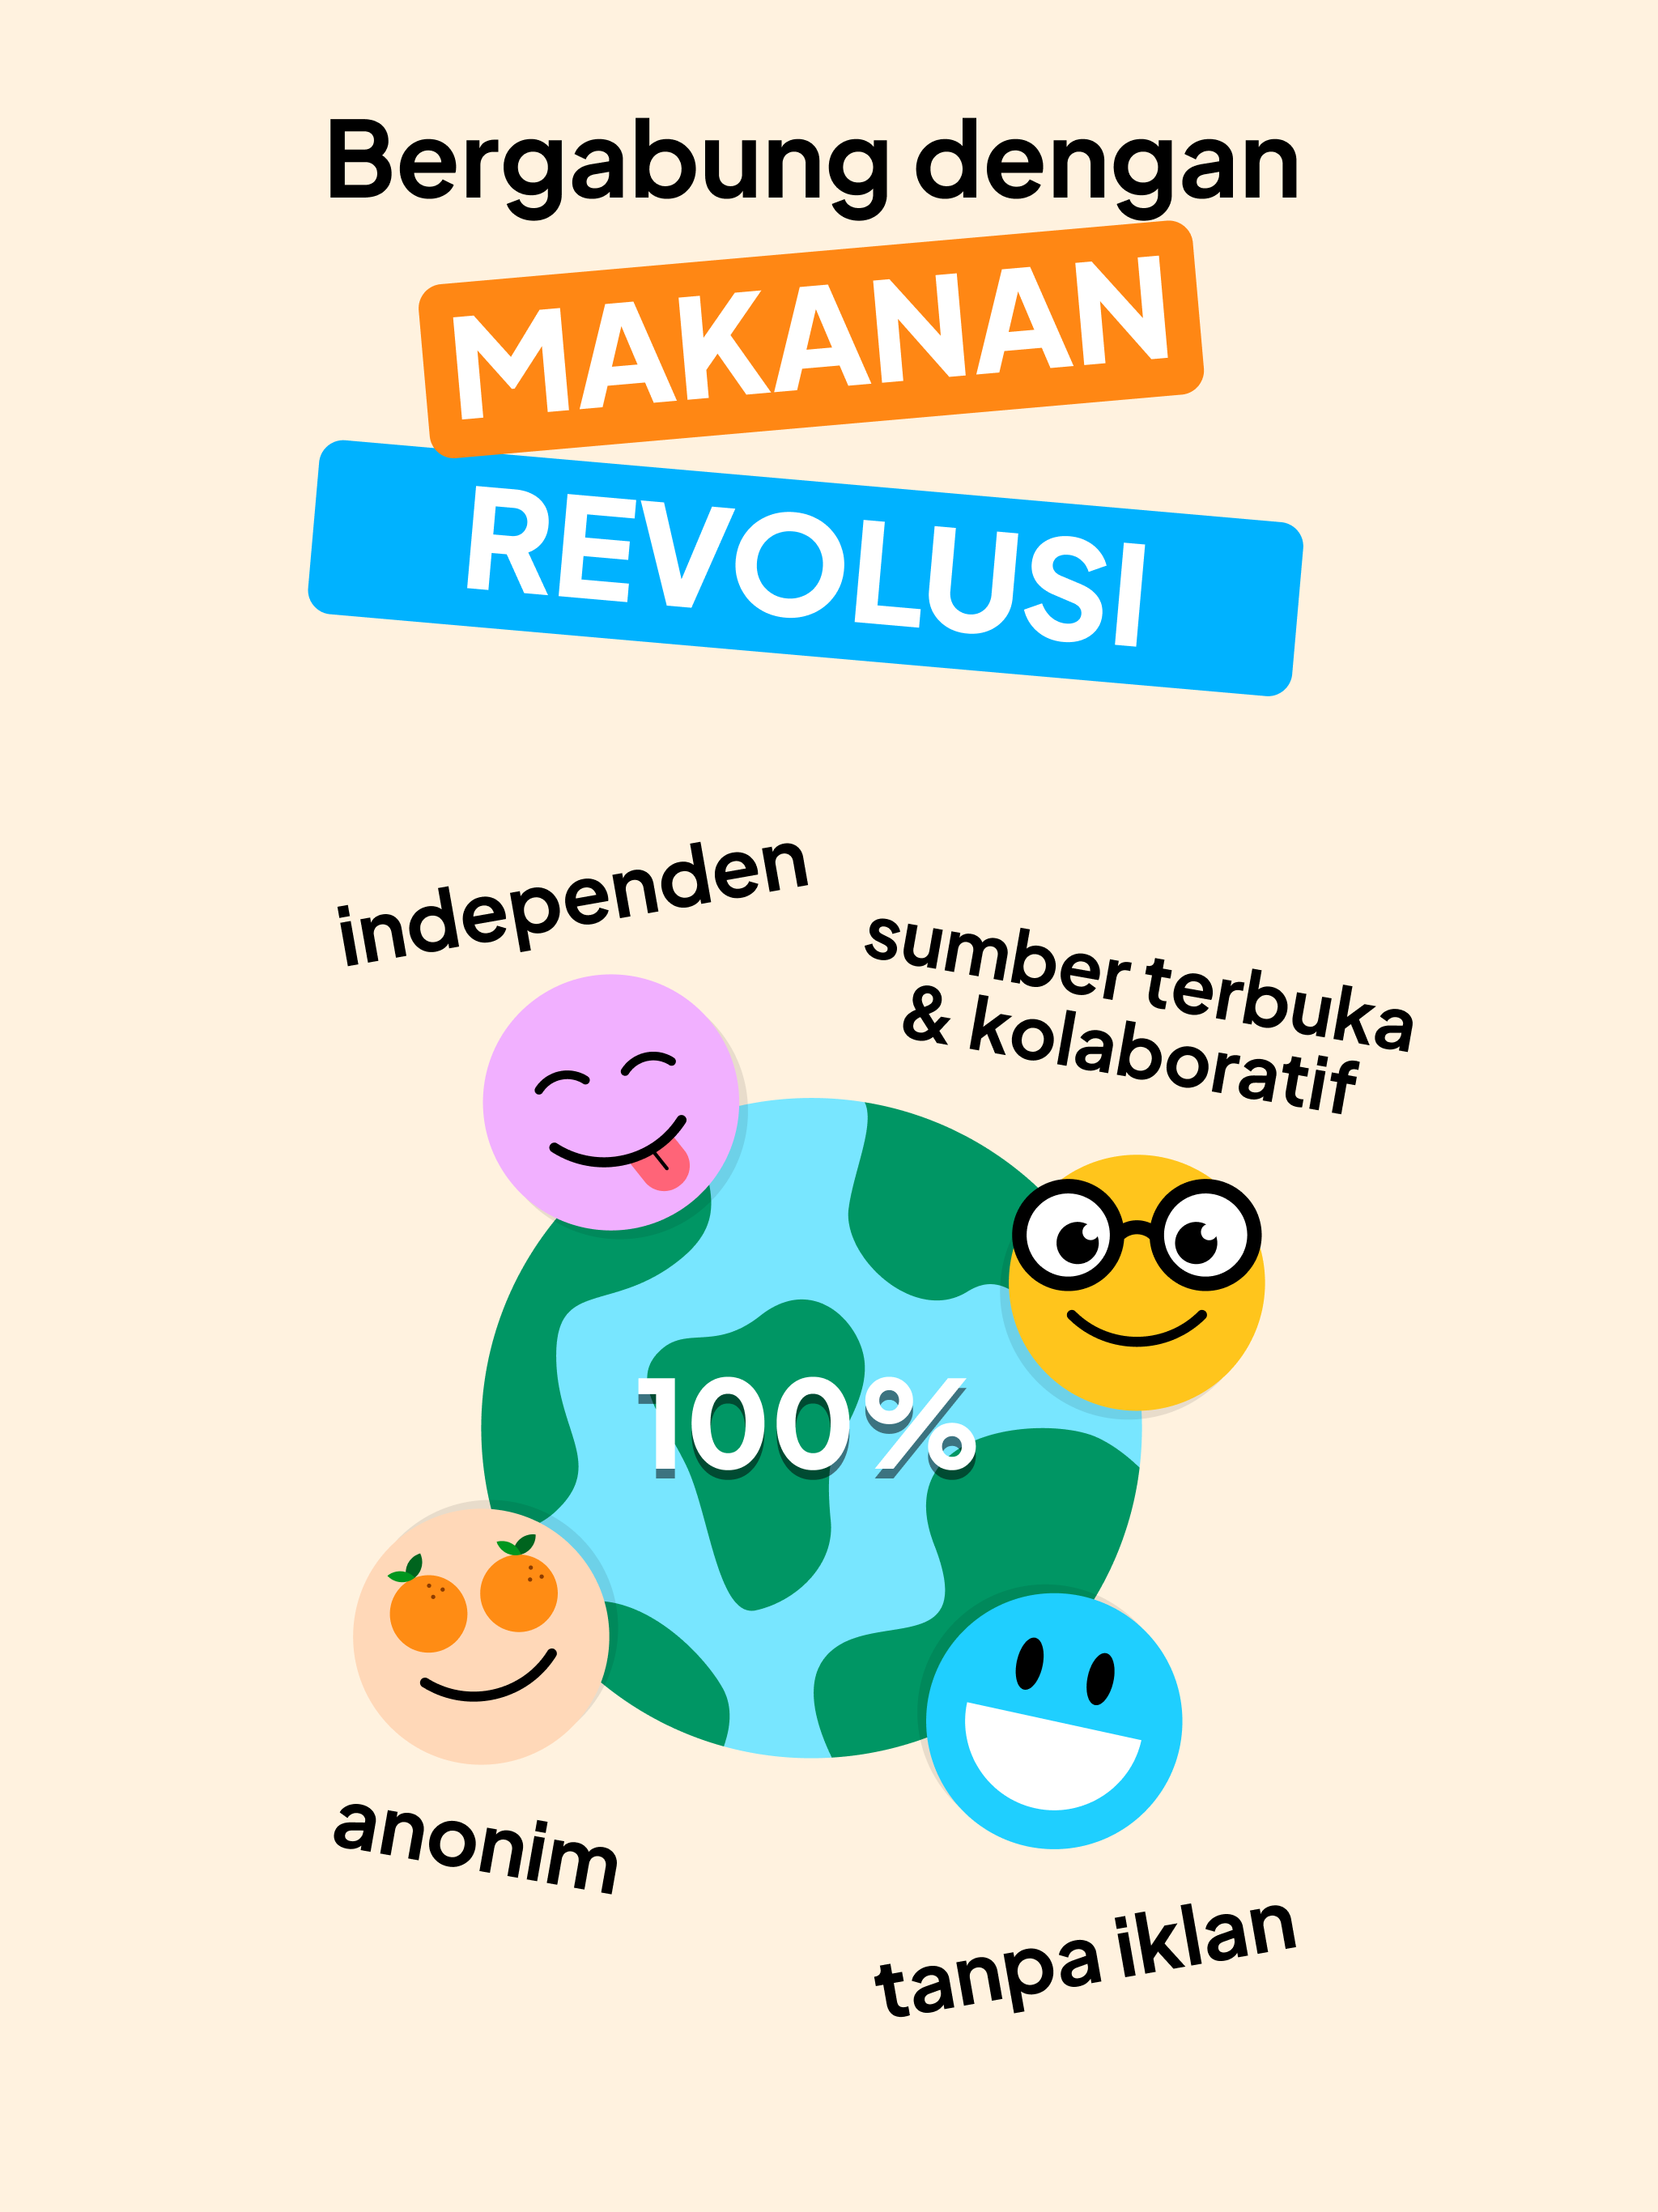 Bergabung dengan
MAKANAN
REVOLUSI
independen
sumber terbuka
& kolaboratif
100%
anonim
tanpa iklan